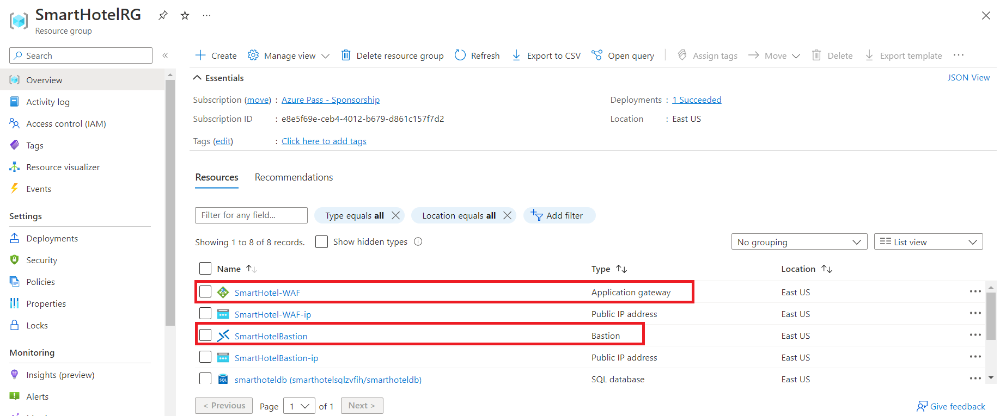 SmartHotelRG
Resource group
Search
Create Manage view Delete resource group Refresh Export to CSV Open query Assign tags Move Delete Export template
Overview
Activity log
Access control (IAM)
Tags
Resource visualizer
Events
Settings
Deployments
Security
Policies
Properties
Locks
Monitoring
Insights (preview)
Alerts
Essentials
JSON View
Subscription (move) : Azure Pass - Sponsorship
Deployments : 1 Succeeded
Subscription ID : e8e5f69e-ceb4-4012-b679-d861c157f7d2
Location : East US
Tags (edit) : Click here to add tags
Resources Recommendations
Filter for any field... Type equals all Location equals all Add filter
Showing 1 to 8 of 8 records. Show hidden types No grouping List view
Name Type Location
SmartHotel-WAF Application gateway East US
SmartHotel-WAF-ip Public IP address East US
SmartHotelBastion Bastion East US
SmartHotelBastion-ip Public IP address East US
smarthoteldb (smarthotelsqlzvfih/smarthoteldb) SQL database East US
< Previous Page 1 of 1 Next >
Give feedback